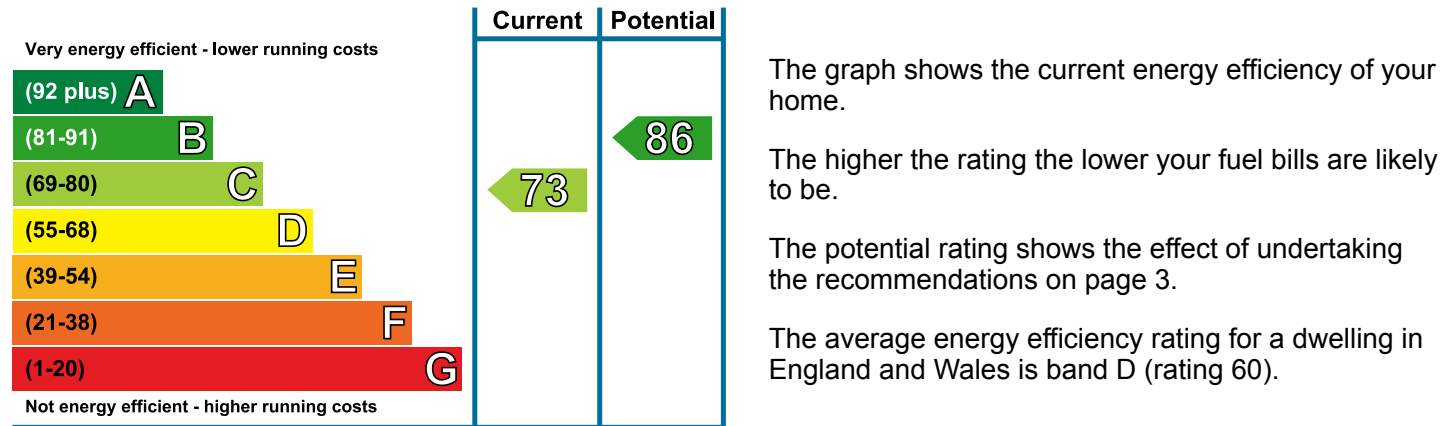 Current Potential
Very energy efficient - lower running costs
(92 plus) A
(81-91) B
86
(69-80) C
73
(55-68) D
(39-54) E
(21-38) F
(1-20) G
Not energy efficient - higher running costs
The graph shows the current energy efficiency of your
home.
The higher the rating the lower your fuel bills are likely
to be.
The potential rating shows the effect of undertaking
the recommendations on page 3.
The average energy efficiency rating for a dwelling in
England and Wales is band D (rating 60).